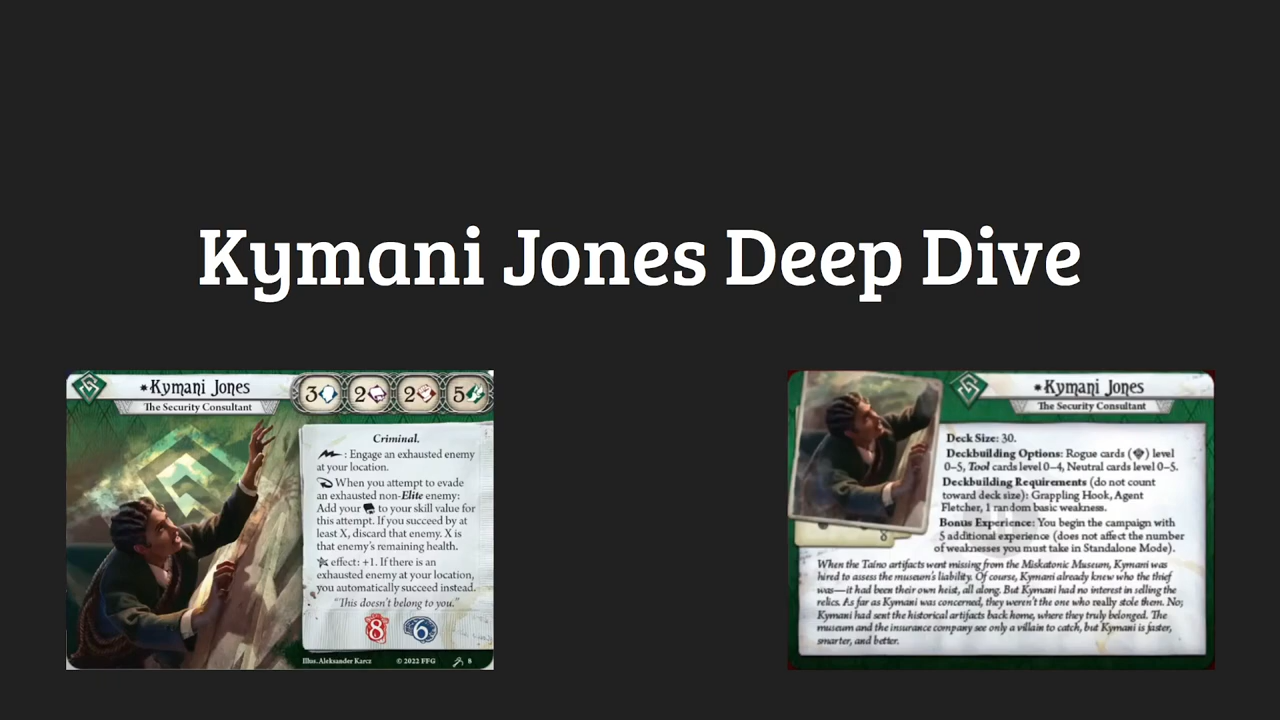 Kymani Jones Deep Dive
Kymani Jones
The Security Consultant
3 2 2 5
Criminal.
: Engage an exhausted enemy
at your location.
When you attempt to evade
an exhausted non-Elite enemy:
Add your to your skill value for
this attempt. If you succeed by at
least X, discard that enemy. X is
that enemy's remaining health.
effect: +1. If there is an
exhausted enemy at your location,
you automatically succeed instead.
"This doesn't belong to you."
8 6
Illus. Aleksander Karcz © 2022 FFG 8
Kymani Jones
The Security Consultant
Deck Size: 30.
Deckbuilding Options: Rogue cards () level
0–5, Tool cards level 0–4, Neutral cards level 0–5.
Deckbuilding Requirements (do not count
toward deck size): Grappling Hook, Agent
Fletcher, 1 random basic weakness.
Bonus Experience: You begin the campaign with
5 additional experience (does not affect the number
of weaknesses you must take in Standalone Mode).
When the Taíno artifacts went missing from the Miskatonic Museum, Kymani was
hired to assess the museum's liability. Of course, Kymani already knew who the thief
was—it had been their own heist, all along. But Kymani had no interest in selling the
relics. As far as Kymani was concerned, they weren't the one who really stole them. No;
Kymani had sent the historical artifacts back home, where they truly belonged. The
museum and the insurance company see only a villain to catch, but Kymani is faster,
smarter, and better.